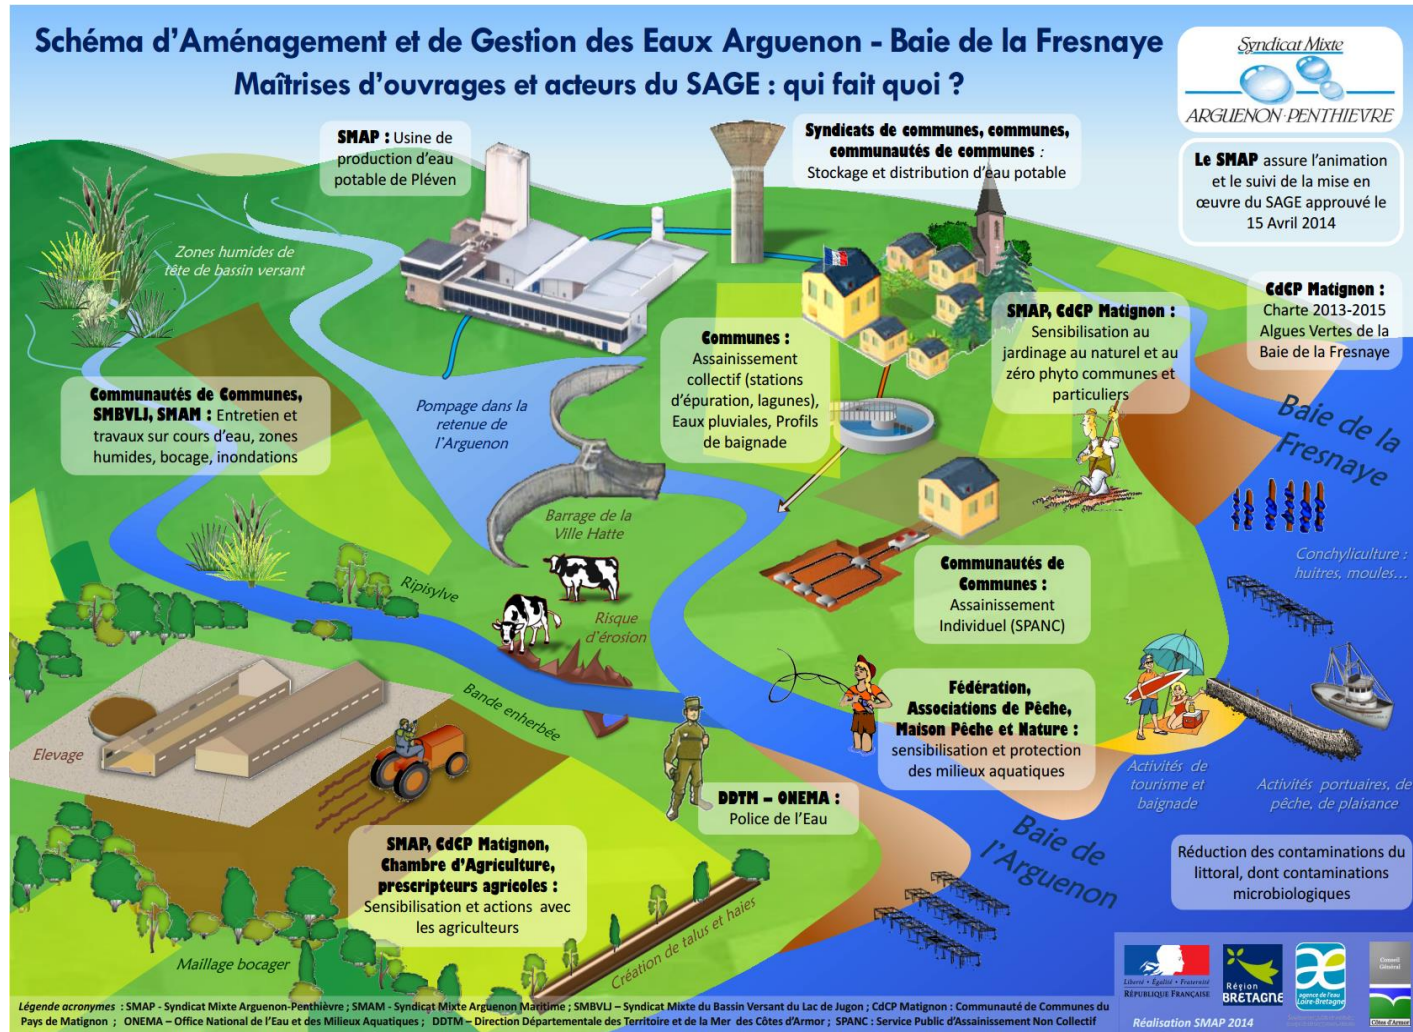 Schéma d'Aménagement et de Gestion des Eaux Arguenon - Baie de la Fresnaye
Maîtrises d'ouvrages et acteurs du SAGE : qui fait quoi ?
Syndicat Mixte
ARGUENON-PENTHIEVRE
Le SMAP assure l'animation
et le suivi de la mise en
œuvre du SAGE approuvé le
15 Avril 2014
SMAP : Usine de
production d'eau
potable de Pléven
Syndicats de communes, communes,
communautés de communes :
Stockage et distribution d'eau potable
Zones humides de
tête de bassin versant
CdCP Matignon :
Charte 2013-2015
Algues Vertes de la
Baie de la Fresnaye
SMAP, CdCP Matignon :
Sensibilisation au
jardinage au naturel et au
zéro phyto communes et
particuliers
Communes :
Assainissement
collectif (stations
d'épuration, lagunes),
Eaux pluviales, Profils
de baignade
Communautés de Communes,
SMBVLJ, SMAM : Entretien et
travaux sur cours d'eau, zones
humides, bocage, inondations
Pompage dans la
retenue de
l'Arguenon
Baie de la
Fresnaye
Barrage de la
Ville Hatte
Conchyliculture :
huitres, moules...
Communautés de
Communes :
Assainissement
Individuel (SPANC)
Ripisylve
Risque
d'érosion
Bande enherbée
Elevage
Fédération,
Associations de Pêche,
Maison Pêche et Nature :
sensibilisation et protection
des milieux aquatiques
Activités de
tourisme et
baignade
Activités portuaires, de
pêche, de plaisance
DDTM – ONEMA :
Police de l'Eau
Baie de
l'Arguenon
SMAP, CdCP Matignon,
Chambre d'Agriculture,
prescripteurs agricoles :
Sensibilisation et actions avec
les agriculteurs
Réduction des contaminations du
littoral, dont contaminations
microbiologiques
Maillage bocager
Création de talus et haies
Liberté • Égalité • Fraternité
RÉPUBLIQUE FRANÇAISE
Région
BRETAGNE
agence de l'eau
Loire-Bretagne
Conseil
Général
Côtes d'Armor
Réalisation SMAP 2014
Légende acronymes : SMAP - Syndicat Mixte Arguenon-Penthièvre ; SMAM - Syndicat Mixte Arguenon Maritime ; SMBVLJ – Syndicat Mixte du Bassin Versant du Lac de Jugon ; CdCP Matignon : Communauté de Communes du
Pays de Matignon ; ONEMA – Office National de l'Eau et des Milieux Aquatiques ; DDTM – Direction Départementale des Territoire et de la Mer des Côtes d'Armor ; SPANC : Service Public d'Assainissement Non Collectif